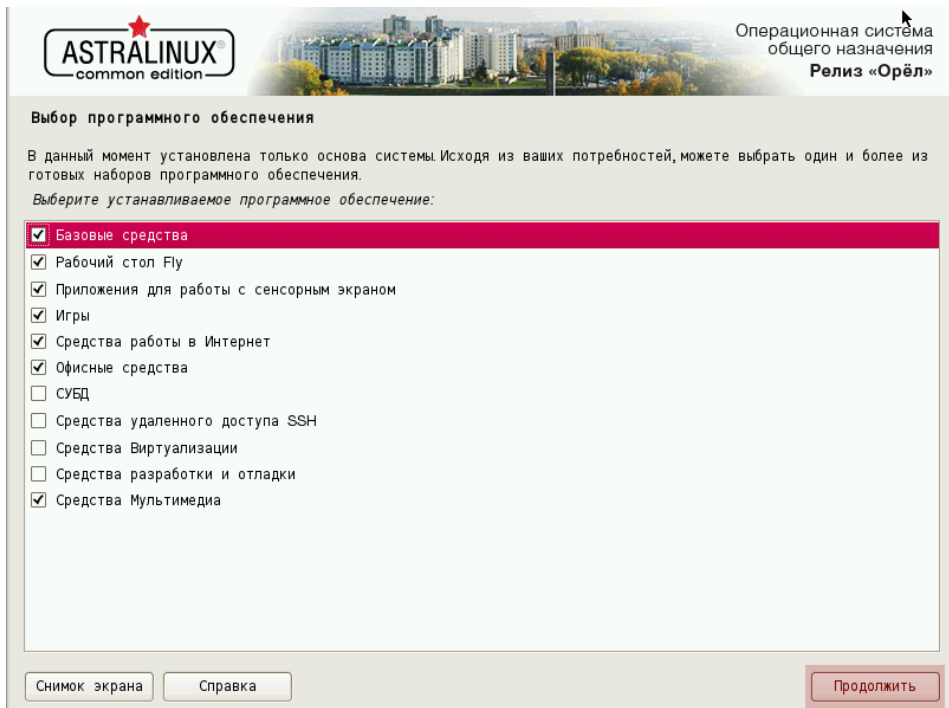 ASTRALINUX®
common edition
Операционная система
общего назначения
Релиз «Орёл»
Выбор программного обеспечения
В данный момент установлена только основа системы. Исходя из ваших потребностей, можете выбрать один и более из
готовых наборов программного обеспечения.
Выберите устанавливаемое программное обеспечение:
Базовые средства
Рабочий стол Fly
Приложения для работы с сенсорным экраном
Игры
Средства работы в Интернет
Офисные средства
СУБД
Средства удаленного доступа SSH
Средства Виртуализации
Средства разработки и отладки
Средства Мультимедиа
Снимок экрана
Справка
Продолжить